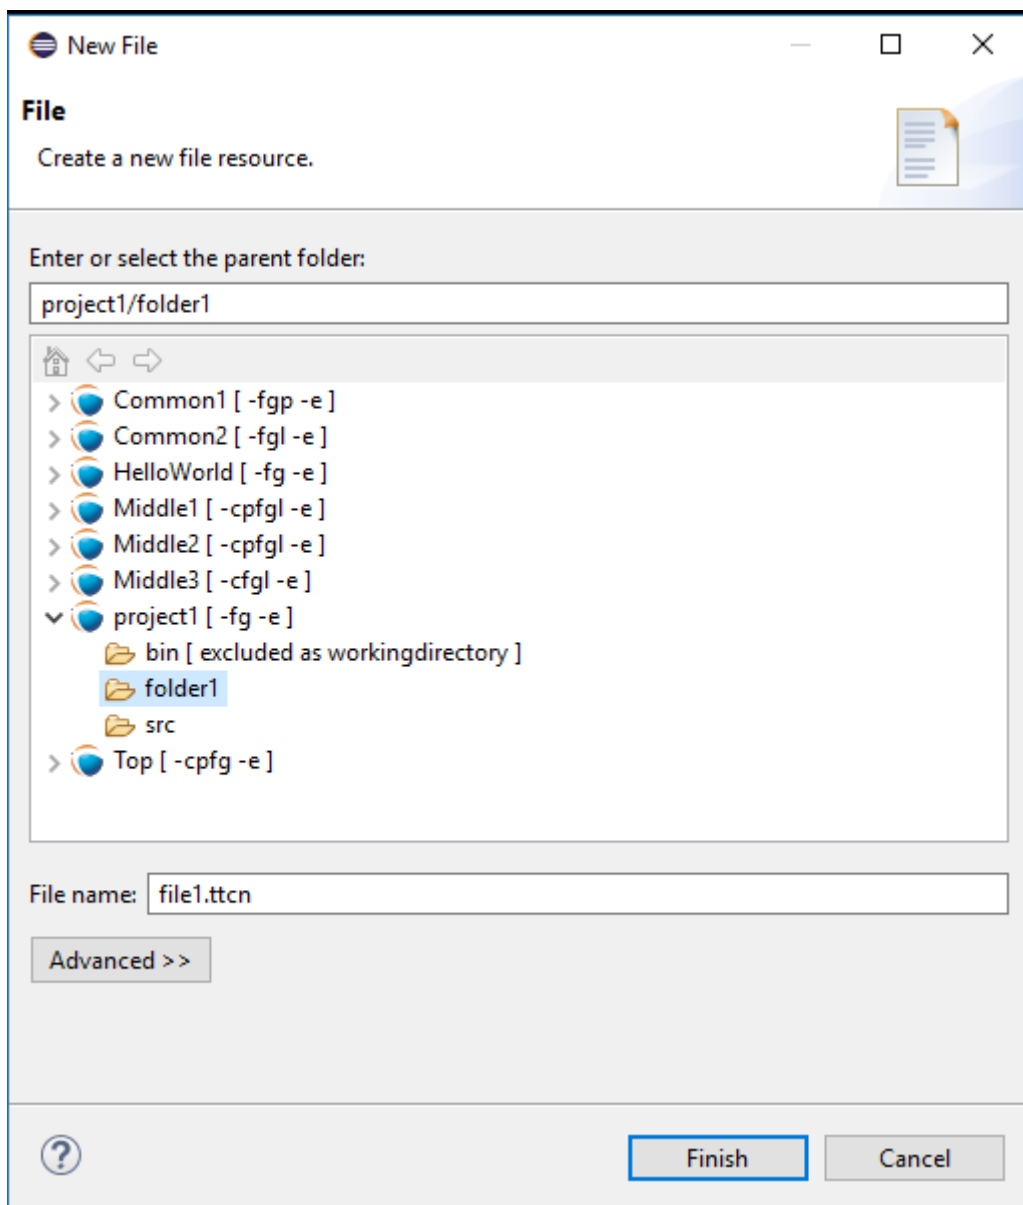 New File
File
Create a new file resource.
Enter or select the parent folder:
project1/folder1
Common1 [ -fgp -e ]
Common2 [ -fgl -e ]
HelloWorld [ -fg -e ]
Middle1 [ -cpfgl -e ]
Middle2 [ -cpfgl -e ]
Middle3 [ -cfgl -e ]
project1 [ -fg -e ]
bin [ excluded as workingdirectory ]
folder1
src
Top [ -cpfg -e ]
File name: file1.ttcn
Advanced >>
? Finish Cancel